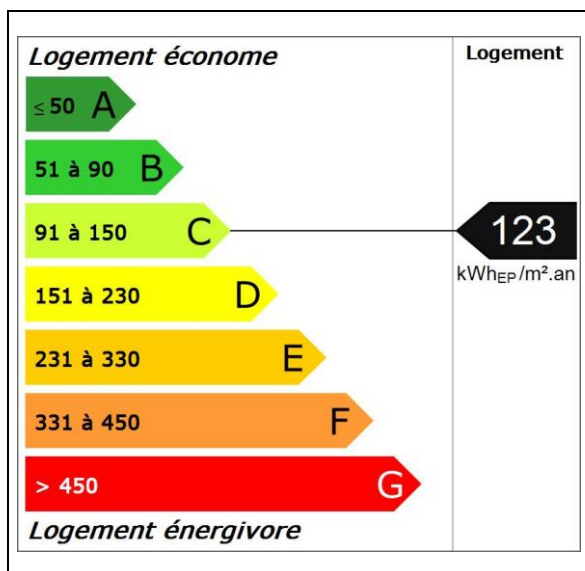 Logement économe
Logement
≤ 50 A
51 à 90 B
91 à 150 C
123
kWhEP/m².an
151 à 230 D
231 à 330 E
331 à 450 F
> 450 G
Logement énergivore